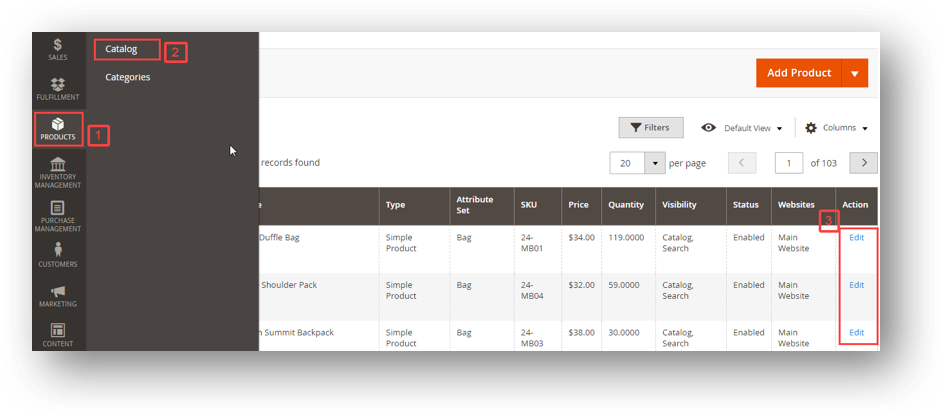 $
SALES
FULFILLMENT
PRODUCTS
1
INVENTORY
MANAGEMENT
PURCHASE
MANAGEMENT
CUSTOMERS
MARKETING
CONTENT
Catalog
2
Categories
Add Product
Filters
Default View
Columns
records found
20
per page
1
of 103
Type
Attribute
Set
SKU
Price
Quantity
Visibility
Status
Websites
3
Action
Duffle Bag
Simple
Product
Bag
24-
MB01
$34.00
119.0000
Catalog,
Search
Enabled
Main
Website
Edit
Shoulder Pack
Simple
Product
Bag
24-
MB04
$32.00
59.0000
Catalog,
Search
Enabled
Main
Website
Edit
Summit Backpack
Simple
Product
Bag
24-
MB03
$38.00
30.0000
Catalog,
Search
Enabled
Main
Website
Edit